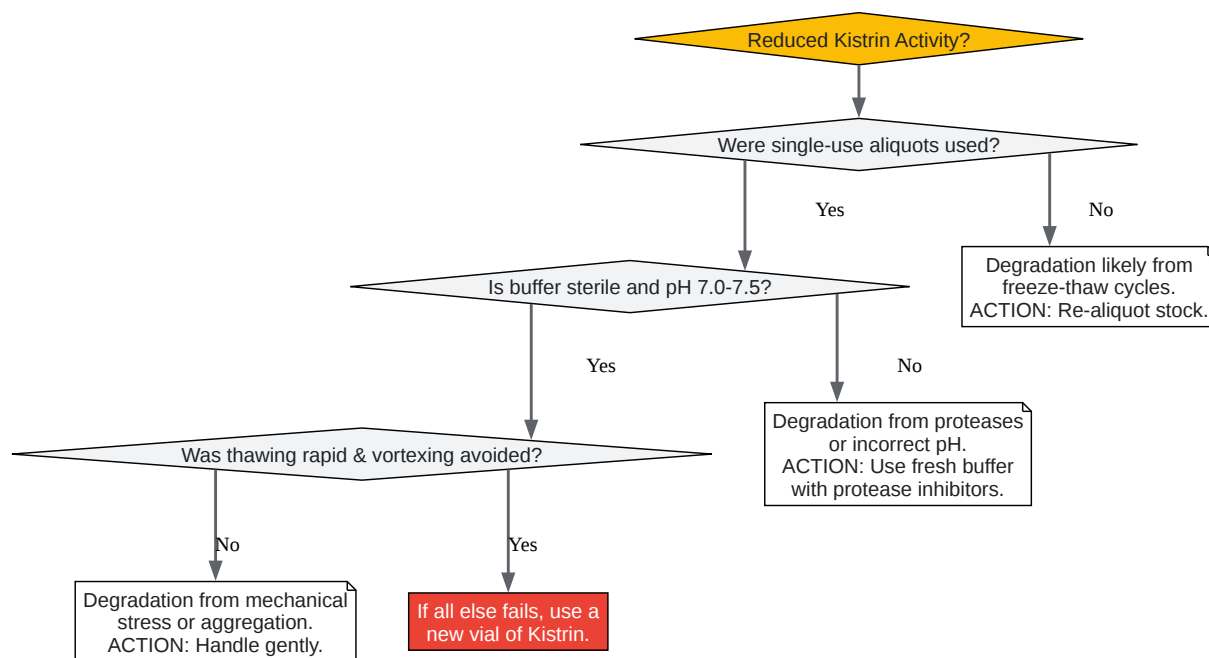 Reduced Kistrin Activity?
Were single-use aliquots used?
Yes
No
Degradation likely from
freeze-thaw cycles.
ACTION: Re-aliquot stock.
Is buffer sterile and pH 7.0-7.5?
Yes
No
Degradation from proteases
or incorrect pH.
ACTION: Use fresh buffer
with protease inhibitors.
Was thawing rapid & vortexing avoided?
No
Yes
Degradation from mechanical
stress or aggregation.
ACTION: Handle gently.
If all else fails, use a
new vial of Kistrin.